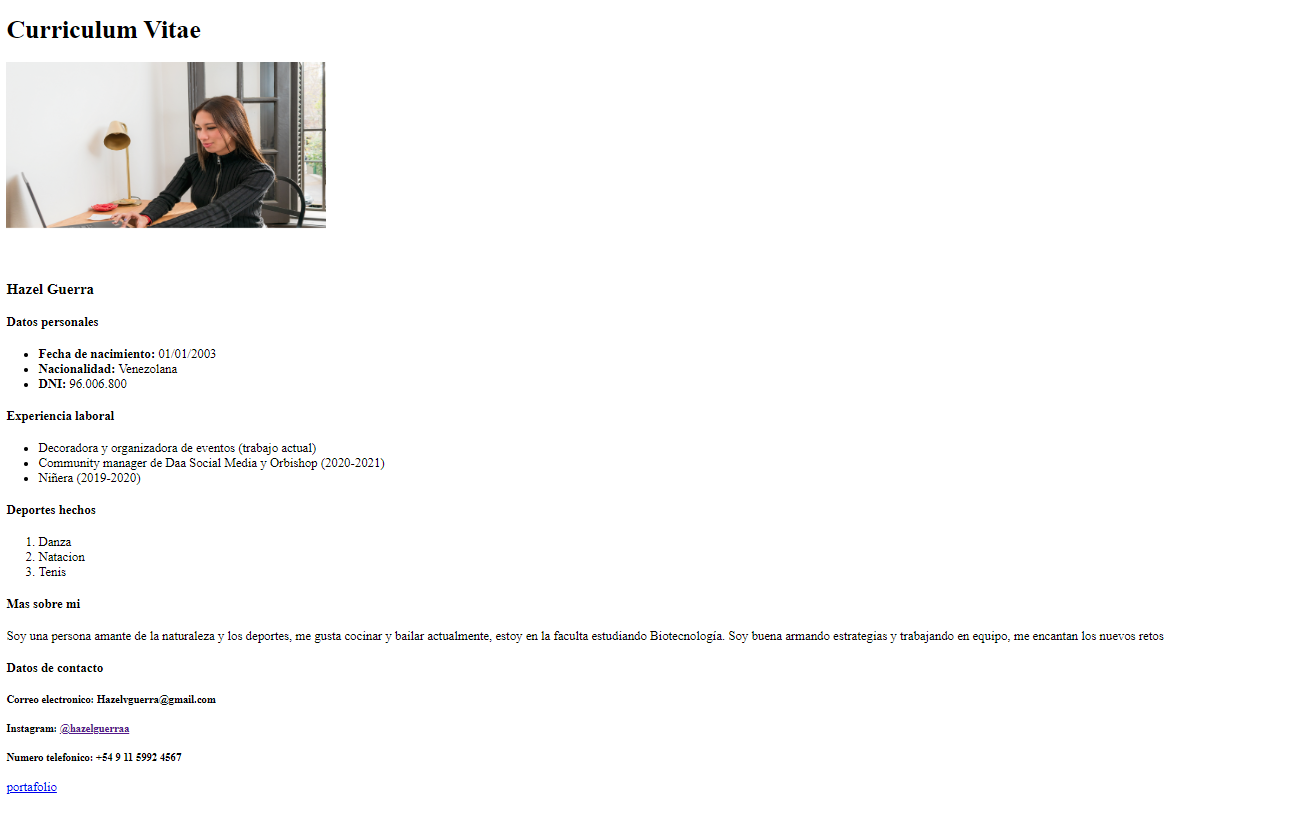 Curriculum Vitae
Hazel Guerra
Datos personales
Fecha de nacimiento: 01/01/2003
Nacionalidad: Venezolana
DNI: 96.006.800
Experiencia laboral
Decoradora y organizadora de eventos (trabajo actual)
Community manager de Daa Social Media y Orbishop (2020-2021)
Niñera (2019-2020)
Deportes hechos
1. Danza
2. Natacion
3. Tenis
Mas sobre mi
Soy una persona amante de la naturaleza y los deportes, me gusta cocinar y bailar actualmente, estoy en la faculta estudiando Biotecnología. Soy buena armando estrategias y trabajando en equipo, me encantan los nuevos retos
Datos de contacto
Correo electronico: Hazelvguerra@gmail.com
Instagram: @hazelguerraa
Numero telefonico: +54 9 11 5992 4567
portafolio